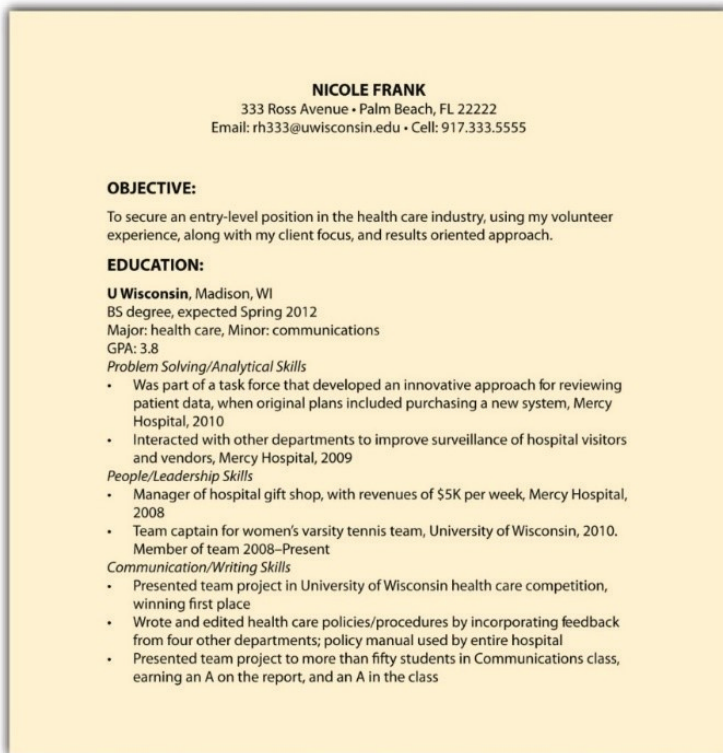 NICOLE FRANK
333 Ross Avenue • Palm Beach, FL 22222
Email: rh333@uwisconsin.edu • Cell: 917.333.5555
OBJECTIVE:
To secure an entry-level position in the health care industry, using my volunteer
experience, along with my client focus, and results oriented approach.
EDUCATION:
U Wisconsin, Madison, WI
BS degree, expected Spring 2012
Major: health care, Minor: communications
GPA: 3.8
Problem Solving/Analytical Skills
• Was part of a task force that developed an innovative approach for reviewing
patient data, when original plans included purchasing a new system, Mercy
Hospital, 2010
• Interacted with other departments to improve surveillance of hospital visitors
and vendors, Mercy Hospital, 2009
People/Leadership Skills
• Manager of hospital gift shop, with revenues of $5K per week, Mercy Hospital,
2008
• Team captain for women's varsity tennis team, University of Wisconsin, 2010.
Member of team 2008–Present
Communication/Writing Skills
• Presented team project in University of Wisconsin health care competition,
winning first place
• Wrote and edited health care policies/procedures by incorporating feedback
from four other departments; policy manual used by entire hospital
• Presented team project to more than fifty students in Communications class,
earning an A on the report, and an A in the class